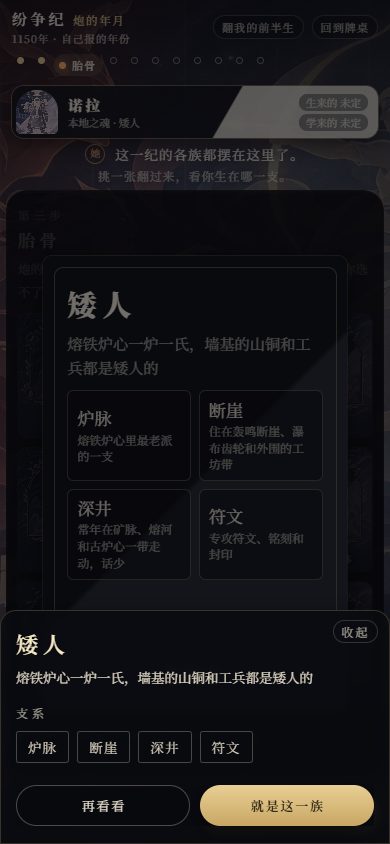 纷争纪 炮的年月
1150年 · 自己报的年份
翻我的前半生
回到牌桌
胎骨
诺拉
本地之魂 · 矮人
生来的 未定
学来的 未定
她 这一纪的各族都摆在这里了。
挑一张翻过来，看你生在哪一支。
第三步
胎骨
炮的
不了
矮人
熔铁炉心一炉一氏，墙基的山铜和工
兵都是矮人的
炉脉
熔铁炉心里最老派
的一支
断崖
住在轰鸣断崖、瀑
布齿轮和外围的工
坊带
深井
常年在矿脉、熔河
和古炉心一带走
动，话少
符文
专攻符文、铭刻和
封印
矮人
收起
熔铁炉心一炉一氏，墙基的山铜和工兵都是矮人的
支系
炉脉
断崖
深井
符文
再看看
就是这一族